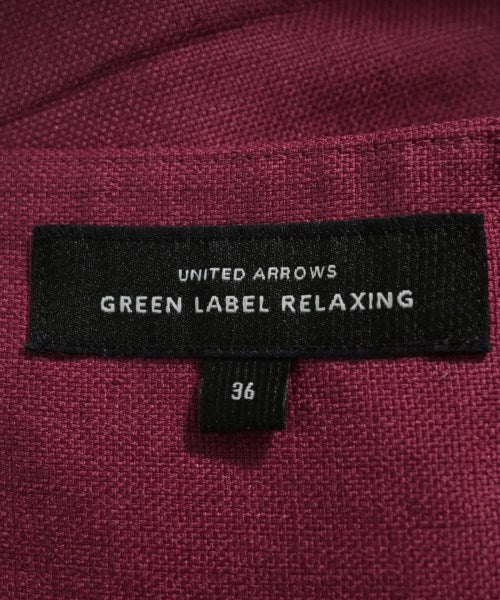 UNITED ARROWS
GREEN LABEL RELAXING
36